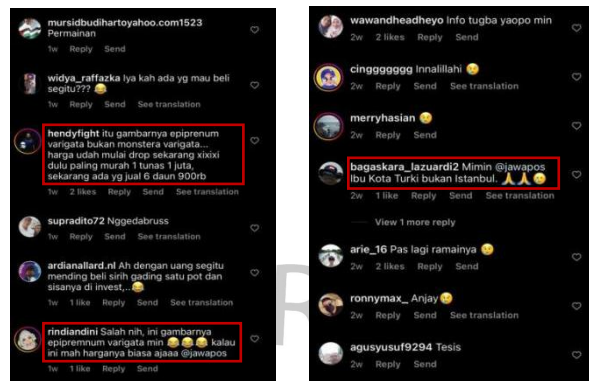 mursidbudihartoyahoo.com1523
Permainan
1w Reply Send
widya_raffazka Iya kah ada yg mau beli
segitu??? 😂
1w Reply Send See translation
hendyfight itu gambarnya epiprenum
varigata bukan monstera varigata...
harga udah mulai drop sekarang xixixi
dulu paling murah 1 tunas 1 juta,
sekarang ada yg jual 6 daun 900rb
1w 2 likes Reply Send See translation
supradito72 Nggedabruss
1w Reply Send See translation
ardianallard.nl Ah dengan uang segitu
mending beli sirih gading satu pot dan
sisanya di invest,..😂
1w 1 like Reply Send See translation
rindiandini Salah nih, ini gambarnya
epipremnum varigata min 😂😂😂 kalau
ini mah harganya biasa ajaaa @jawapos
1w 1 like Reply Send
wawandheadheyo Info tugba yaopo min
2w 2 likes Reply Send
cinggggggg Innalillahi 😢
2w Reply Send See translation
merryhasian 😢
2w Reply Send
bagaskara_lazuardi2 Mimin @jawapos
Ibu Kota Turki bukan Istanbul. 🙏🙏😊
2w 1 like Reply Send See translation
View 1 more reply
arie_16 Pas lagi ramainya 😢
2w 2 likes Reply Send
ronnymax_ Anjay😢
2w Reply Send See translation
agusyusuf9294 Tesis
2w Reply Send